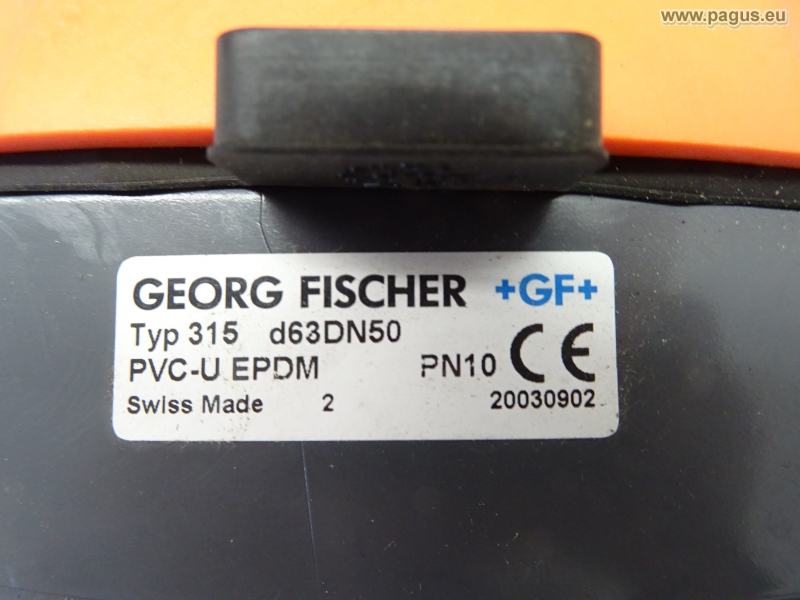 www.pagus.eu
GEORG FISCHER +GF+
Typ 315 d63DN50
PVC-U EPDM PN10 CE
Swiss Made 2 20030902